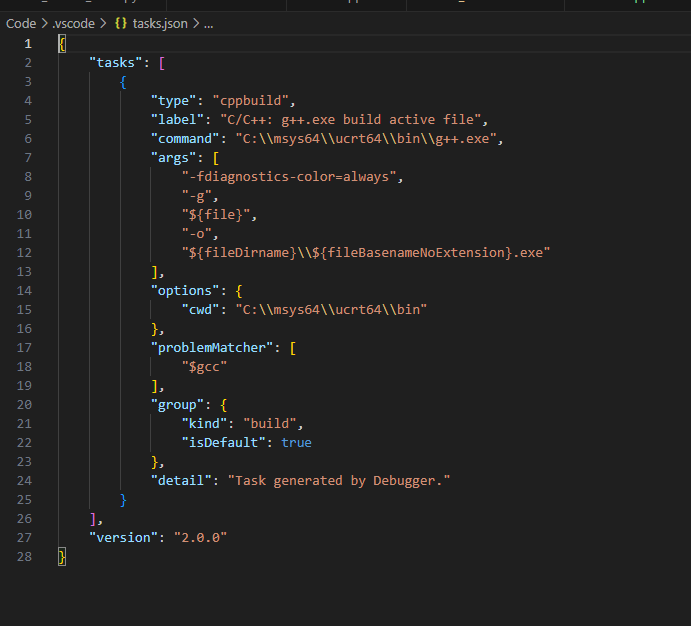 Code > .vscode > {} tasks.json > ...
1 {
2 "tasks": [
3 {
4 "type": "cppbuild",
5 "label": "C/C++: g++.exe build active file",
6 "command": "C:\\msys64\\ucrt64\\bin\\g++.exe",
7 "args": [
8 "-fdiagnostics-color=always",
9 "-g",
10 "${file}",
11 "-o",
12 "${fileDirname}\\${fileBasenameNoExtension}.exe"
13 ],
14 "options": {
15 "cwd": "C:\\msys64\\ucrt64\\bin"
16 },
17 "problemMatcher": [
18 "$gcc"
19 ],
20 "group": {
21 "kind": "build",
22 "isDefault": true
23 },
24 "detail": "Task generated by Debugger."
25 }
26 ],
27 "version": "2.0.0"
28 }